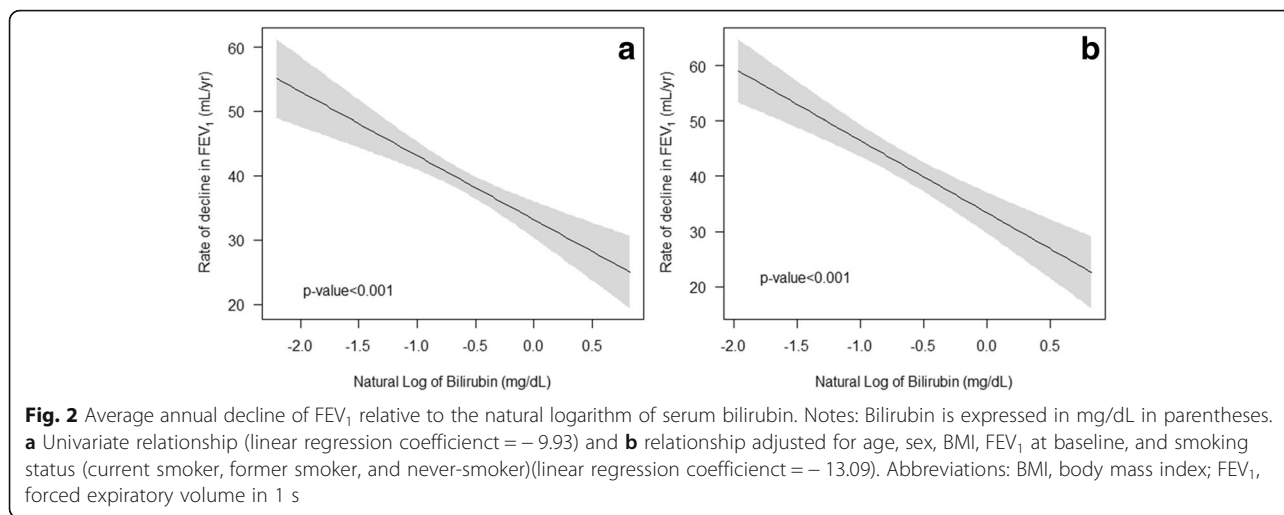 a
60
50
40
30
20
Rate of decline in FEV₁ (mL/yr)
p-value<0.001
-2.0 -1.5 -1.0 -0.5 0.0 0.5
Natural Log of Bilirubin (mg/dL)
b
60
50
40
30
20
Rate of decline in FEV₁ (mL/yr)
p-value<0.001
-2.0 -1.5 -1.0 -0.5 0.0 0.5
Natural Log of Bilirubin (mg/dL)
Fig. 2 Average annual decline of FEV₁ relative to the natural logarithm of serum bilirubin. Notes: Bilirubin is expressed in mg/dL in parentheses.
a Univariate relationship (linear regression coefficienct = − 9.93) and b relationship adjusted for age, sex, BMI, FEV₁ at baseline, and smoking
status (current smoker, former smoker, and never-smoker)(linear regression coefficienct = − 13.09). Abbreviations: BMI, body mass index; FEV₁,
forced expiratory volume in 1 s